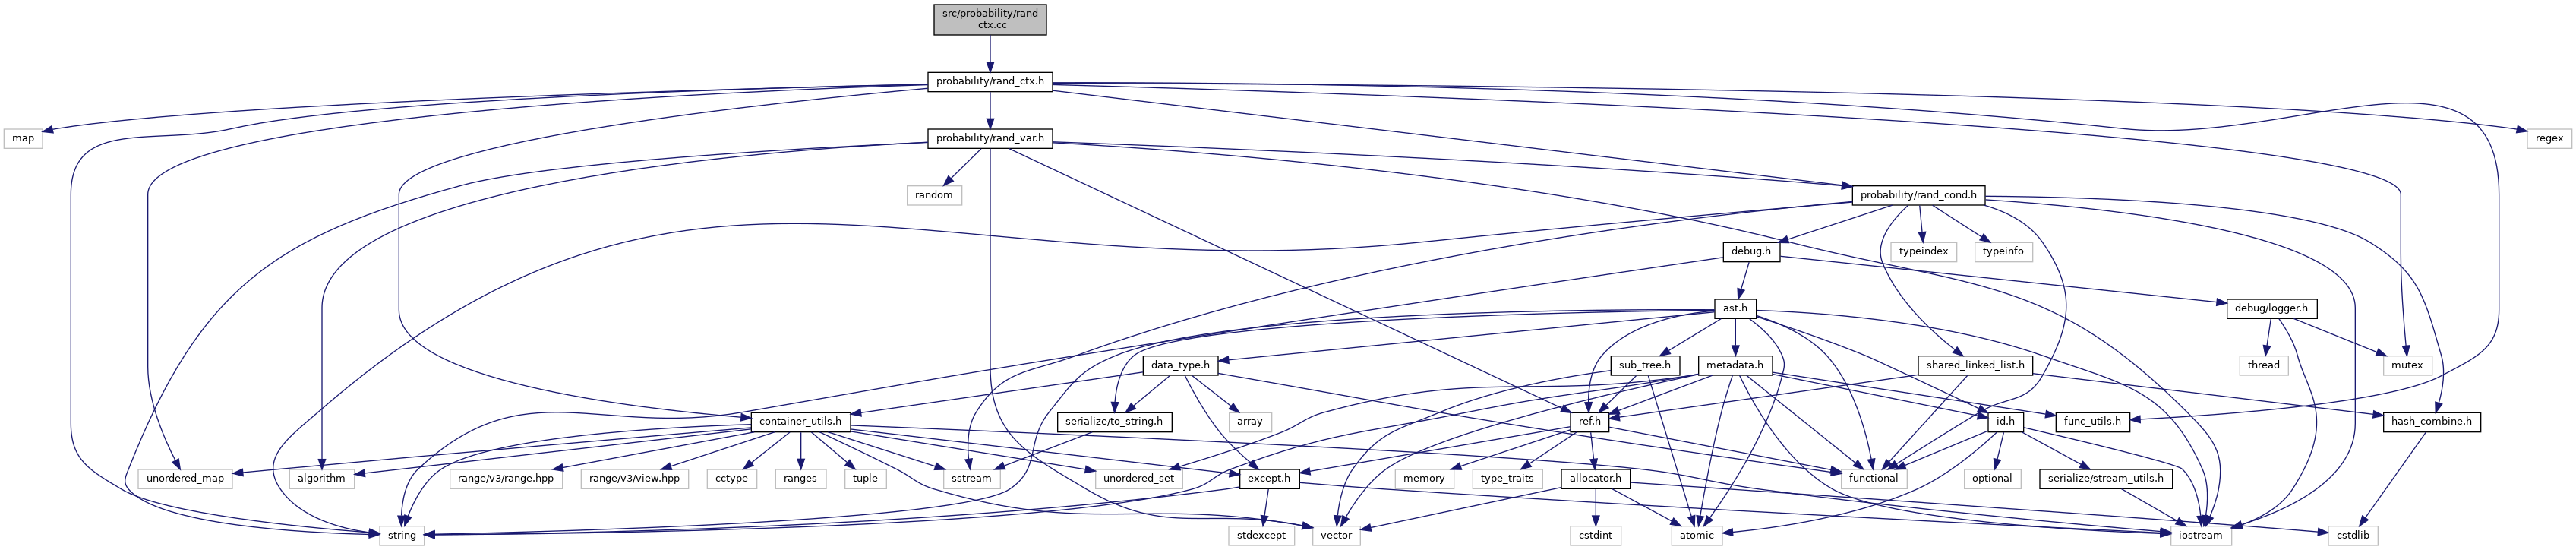 src/probability/rand
_ctx.cc
probability/rand_ctx.h
map
probability/rand_var.h
regex
random
probability/rand_cond.h
debug.h
typeindex
typeinfo
ast.h
debug/logger.h
data_type.h
sub_tree.h
metadata.h
shared_linked_list.h
thread
mutex
container_utils.h
serialize/to_string.h
array
ref.h
id.h
func_utils.h
hash_combine.h
unordered_map
algorithm
range/v3/range.hpp
range/v3/view.hpp
cctype
ranges
tuple
sstream
unordered_set
except.h
memory
type_traits
allocator.h
functional
optional
serialize/stream_utils.h
string
stdexcept
vector
cstdint
atomic
iostream
cstdlib